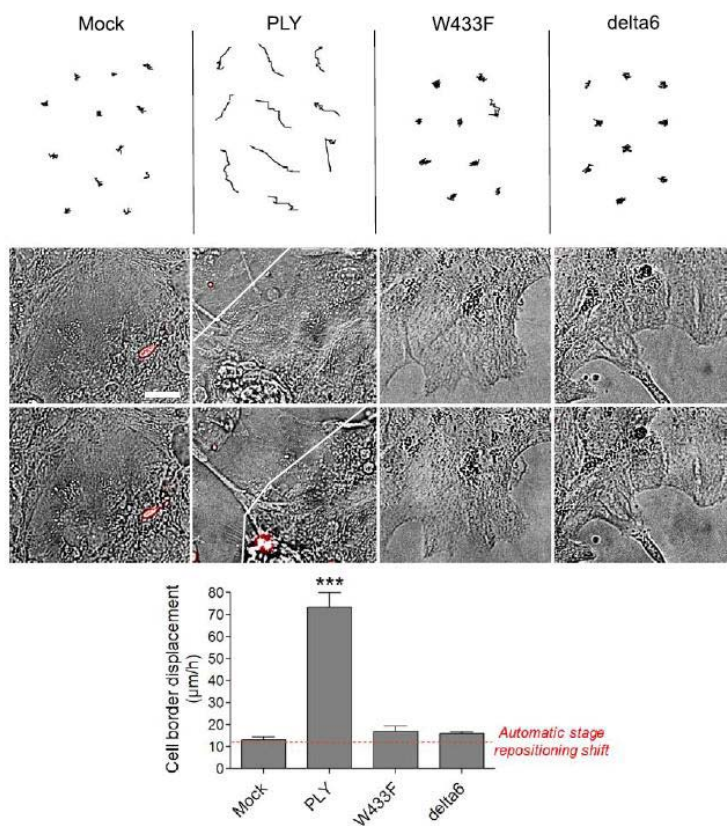 Mock PLY W433F delta6
***
Cell border displacement
(µm/h)
80
70
60
50
40
30
20
10
0
Automatic stage
repositioning shift
Mock PLY W433F delta6